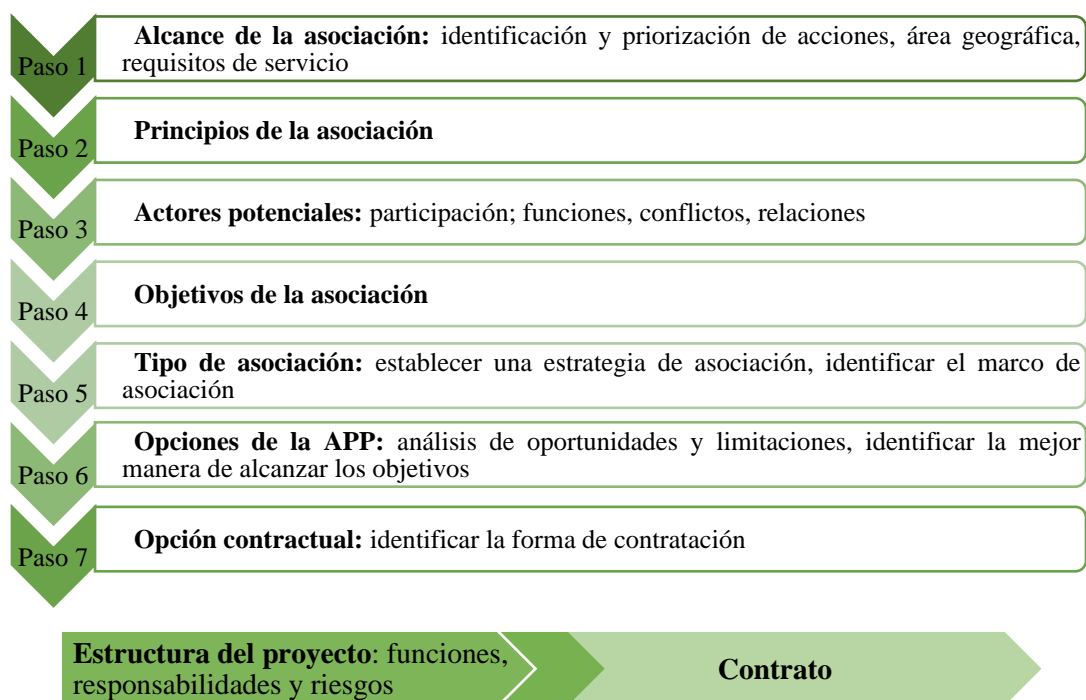 Paso 1
Alcance de la asociación: identificación y priorización de acciones, área geográfica,
requisitos de servicio
Paso 2
Principios de la asociación
Paso 3
Actores potenciales: participación; funciones, conflictos, relaciones
Paso 4
Objetivos de la asociación
Paso 5
Tipo de asociación: establecer una estrategia de asociación, identificar el marco de
asociación
Paso 6
Opciones de la APP: análisis de oportunidades y limitaciones, identificar la mejor
manera de alcanzar los objetivos
Paso 7
Opción contractual: identificar la forma de contratación
Estructura del proyecto: funciones,
responsabilidades y riesgos
Contrato